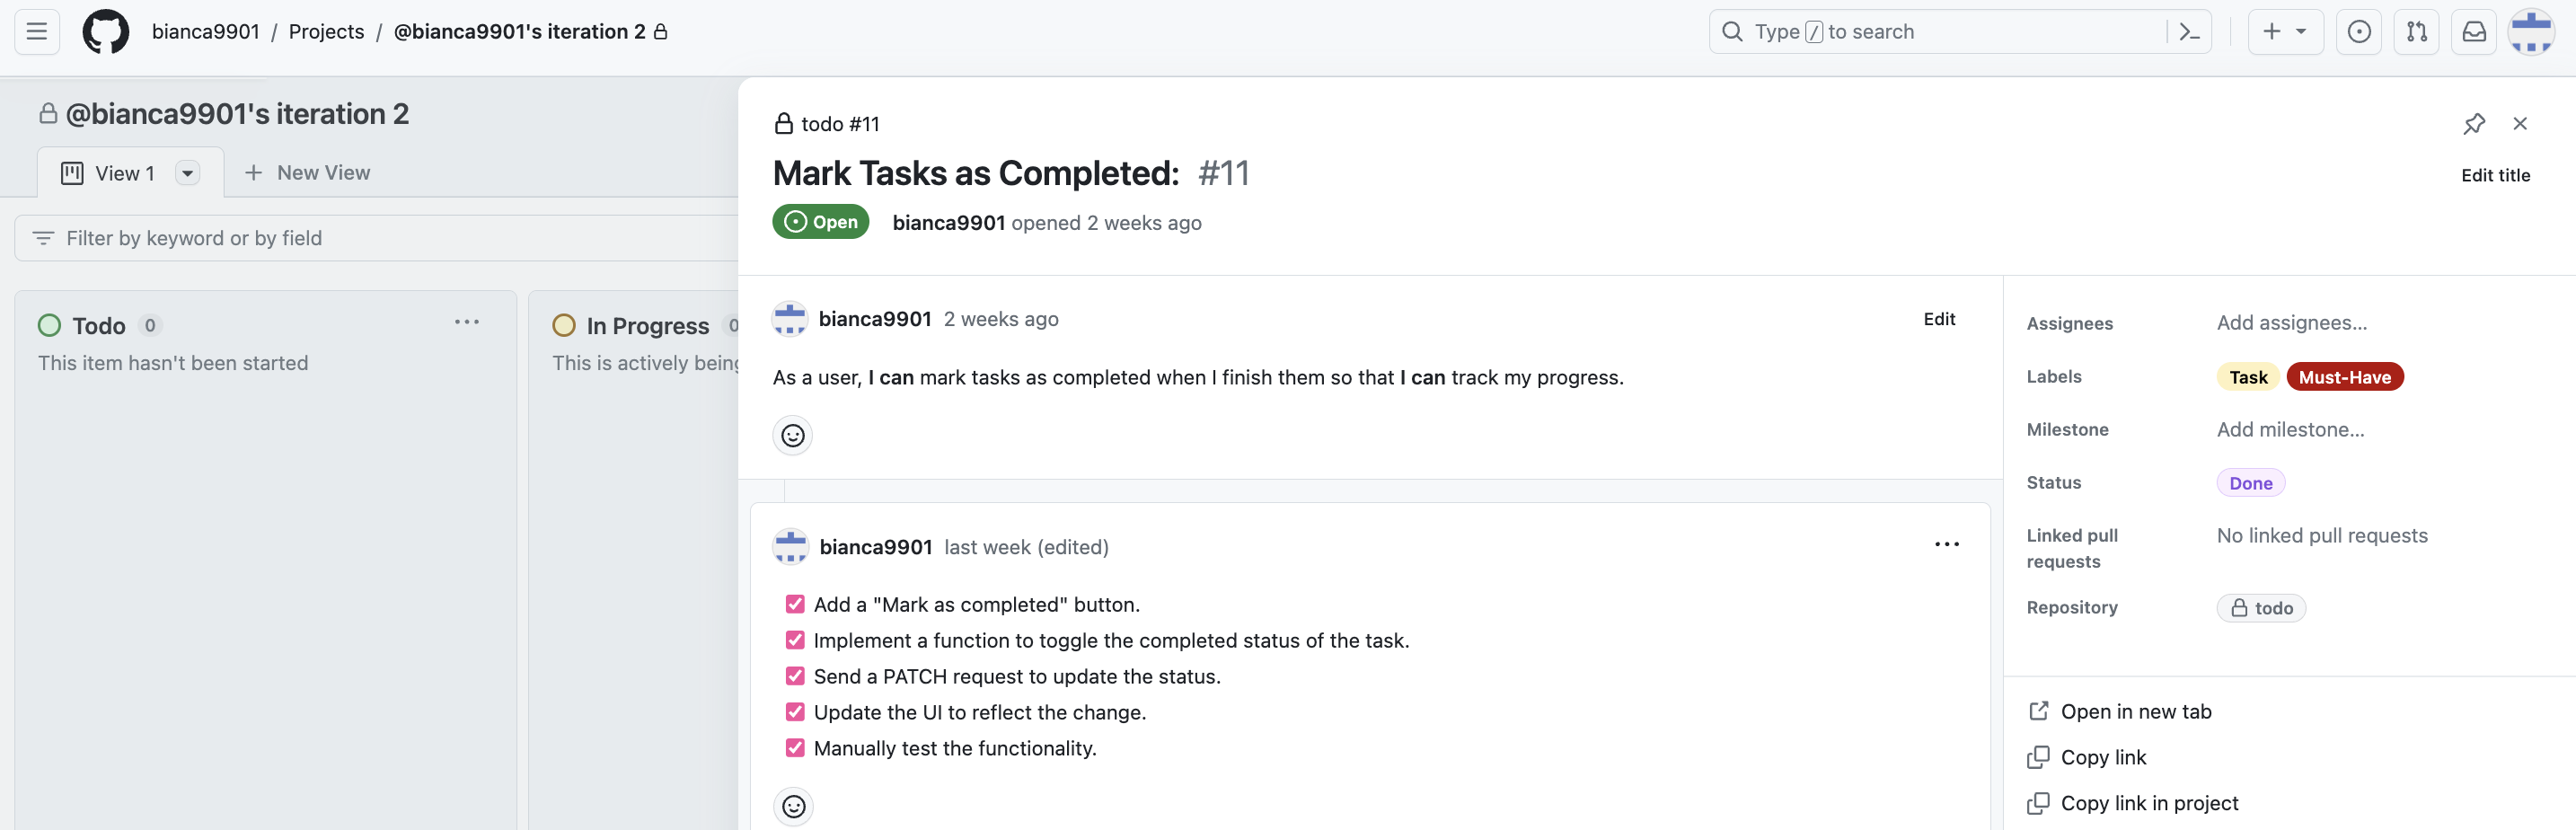 bianca9901 / Projects / @bianca9901's iteration 2
Type / to search
@bianca9901's iteration 2
View 1
New View
Filter by keyword or by field
Todo 0
This item hasn't been started
In Progress 0
This is actively being
todo #11
Mark Tasks as Completed: #11
Edit title
Open
bianca9901 opened 2 weeks ago
bianca9901 2 weeks ago
Edit
As a user, I can mark tasks as completed when I finish them so that I can track my progress.
bianca9901 last week (edited)
Add a "Mark as completed" button.
Implement a function to toggle the completed status of the task.
Send a PATCH request to update the status.
Update the UI to reflect the change.
Manually test the functionality.
Assignees Add assignees...
Labels Task Must-Have
Milestone Add milestone...
Status Done
Linked pull requests No linked pull requests
Repository todo
Open in new tab
Copy link
Copy link in project